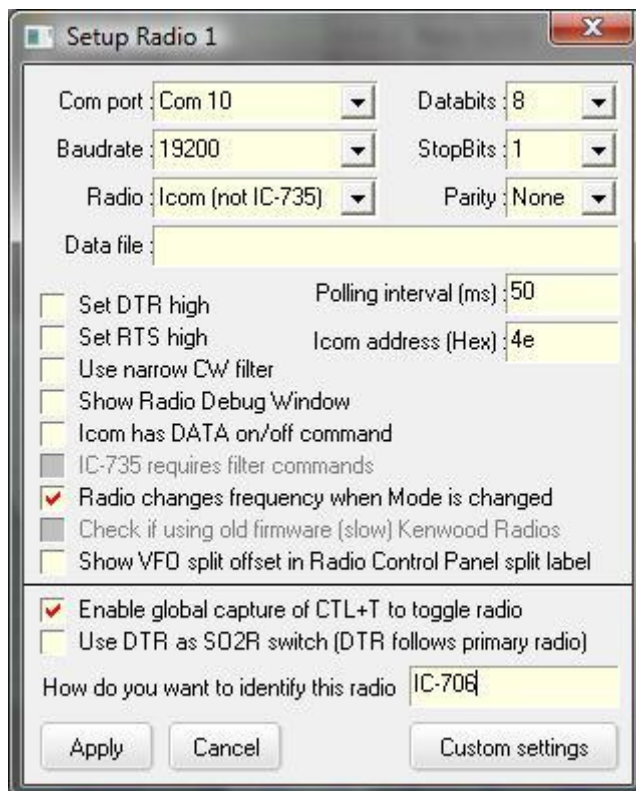 Setup Radio 1
Com port : Com 10 Databits : 8
Baudrate : 19200 StopBits : 1
Radio : Icom (not IC-735) Parity : None
Data file :
Polling interval (ms) : 50
Set DTR high
Set RTS high Icom address (Hex) : 4e
Use narrow CW filter
Show Radio Debug Window
Icom has DATA on/off command
IC-735 requires filter commands
Radio changes frequency when Mode is changed
Check if using old firmware (slow) Kenwood Radios
Show VFO split offset in Radio Control Panel split label
Enable global capture of CTL+T to toggle radio
Use DTR as SO2R switch (DTR follows primary radio)
How do you want to identify this radio IC-706
Apply Cancel Custom settings